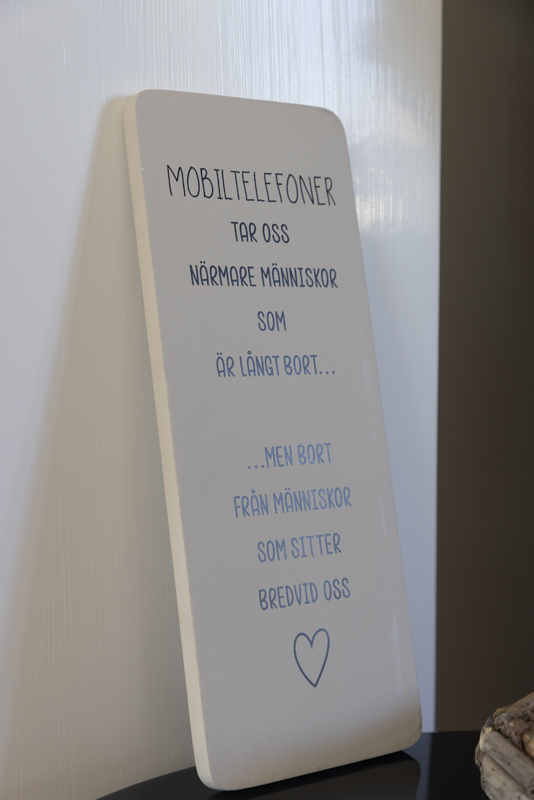 MOBILTELEFONER
TAR OSS
NÄRMARE MÄNNISKOR
SOM
ÄR LÅNGT BORT...
...MEN BORT
FRÅN MÄNNISKOR
SOM SITTER
BREDVID OSS